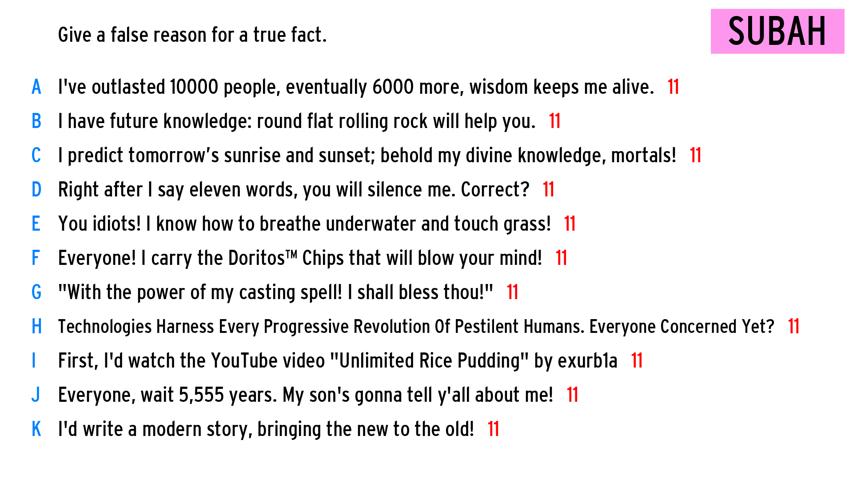 SUBAH
Give a false reason for a true fact.
A I've outlasted 10000 people, eventually 6000 more, wisdom keeps me alive. 11
B I have future knowledge: round flat rolling rock will help you. 11
C I predict tomorrow's sunrise and sunset; behold my divine knowledge, mortals! 11
D Right after I say eleven words, you will silence me. Correct? 11
E You idiots! I know how to breathe underwater and touch grass! 11
F Everyone! I carry the Doritos™ Chips that will blow your mind! 11
G "With the power of my casting spell! I shall bless thou!" 11
H Technologies Harness Every Progressive Revolution Of Pestilent Humans. Everyone Concerned Yet? 11
I First, I'd watch the YouTube video "Unlimited Rice Pudding" by exurb1a 11
J Everyone, wait 5,555 years. My son's gonna tell y'all about me! 11
K I'd write a modern story, bringing the new to the old! 11